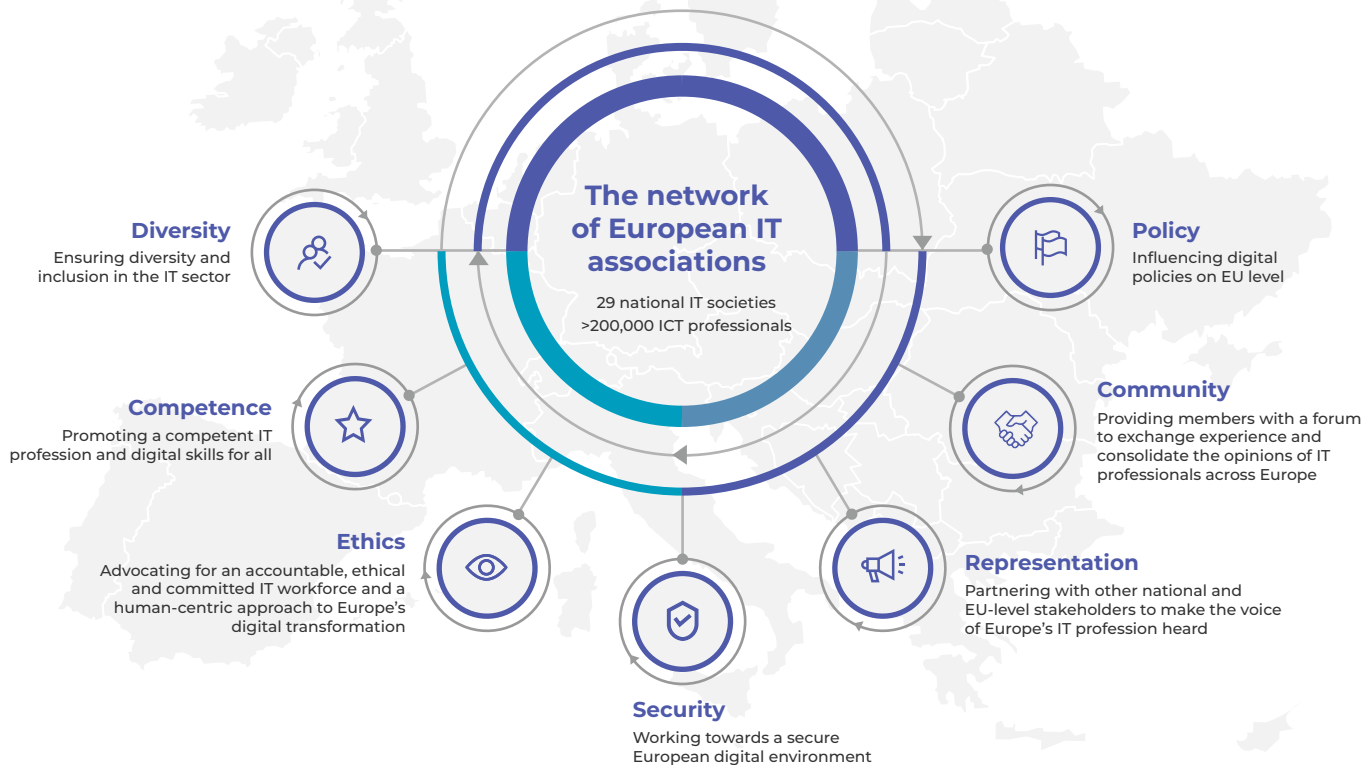 The network
of European IT
associations
29 national IT societies
>200,000 ICT professionals
Diversity
Ensuring diversity and
inclusion in the IT sector
Competence
Promoting a competent IT
profession and digital skills for all
Ethics
Advocating for an accountable, ethical
and committed IT workforce and a
human-centric approach to Europe’s
digital transformation
Security
Working towards a secure
European digital environment
Representation
Partnering with other national and
EU-level stakeholders to make the voice
of Europe’s IT profession heard
Community
Providing members with a forum
to exchange experience and
consolidate the opinions of IT
professionals across Europe
Policy
Influencing digital
policies on EU level